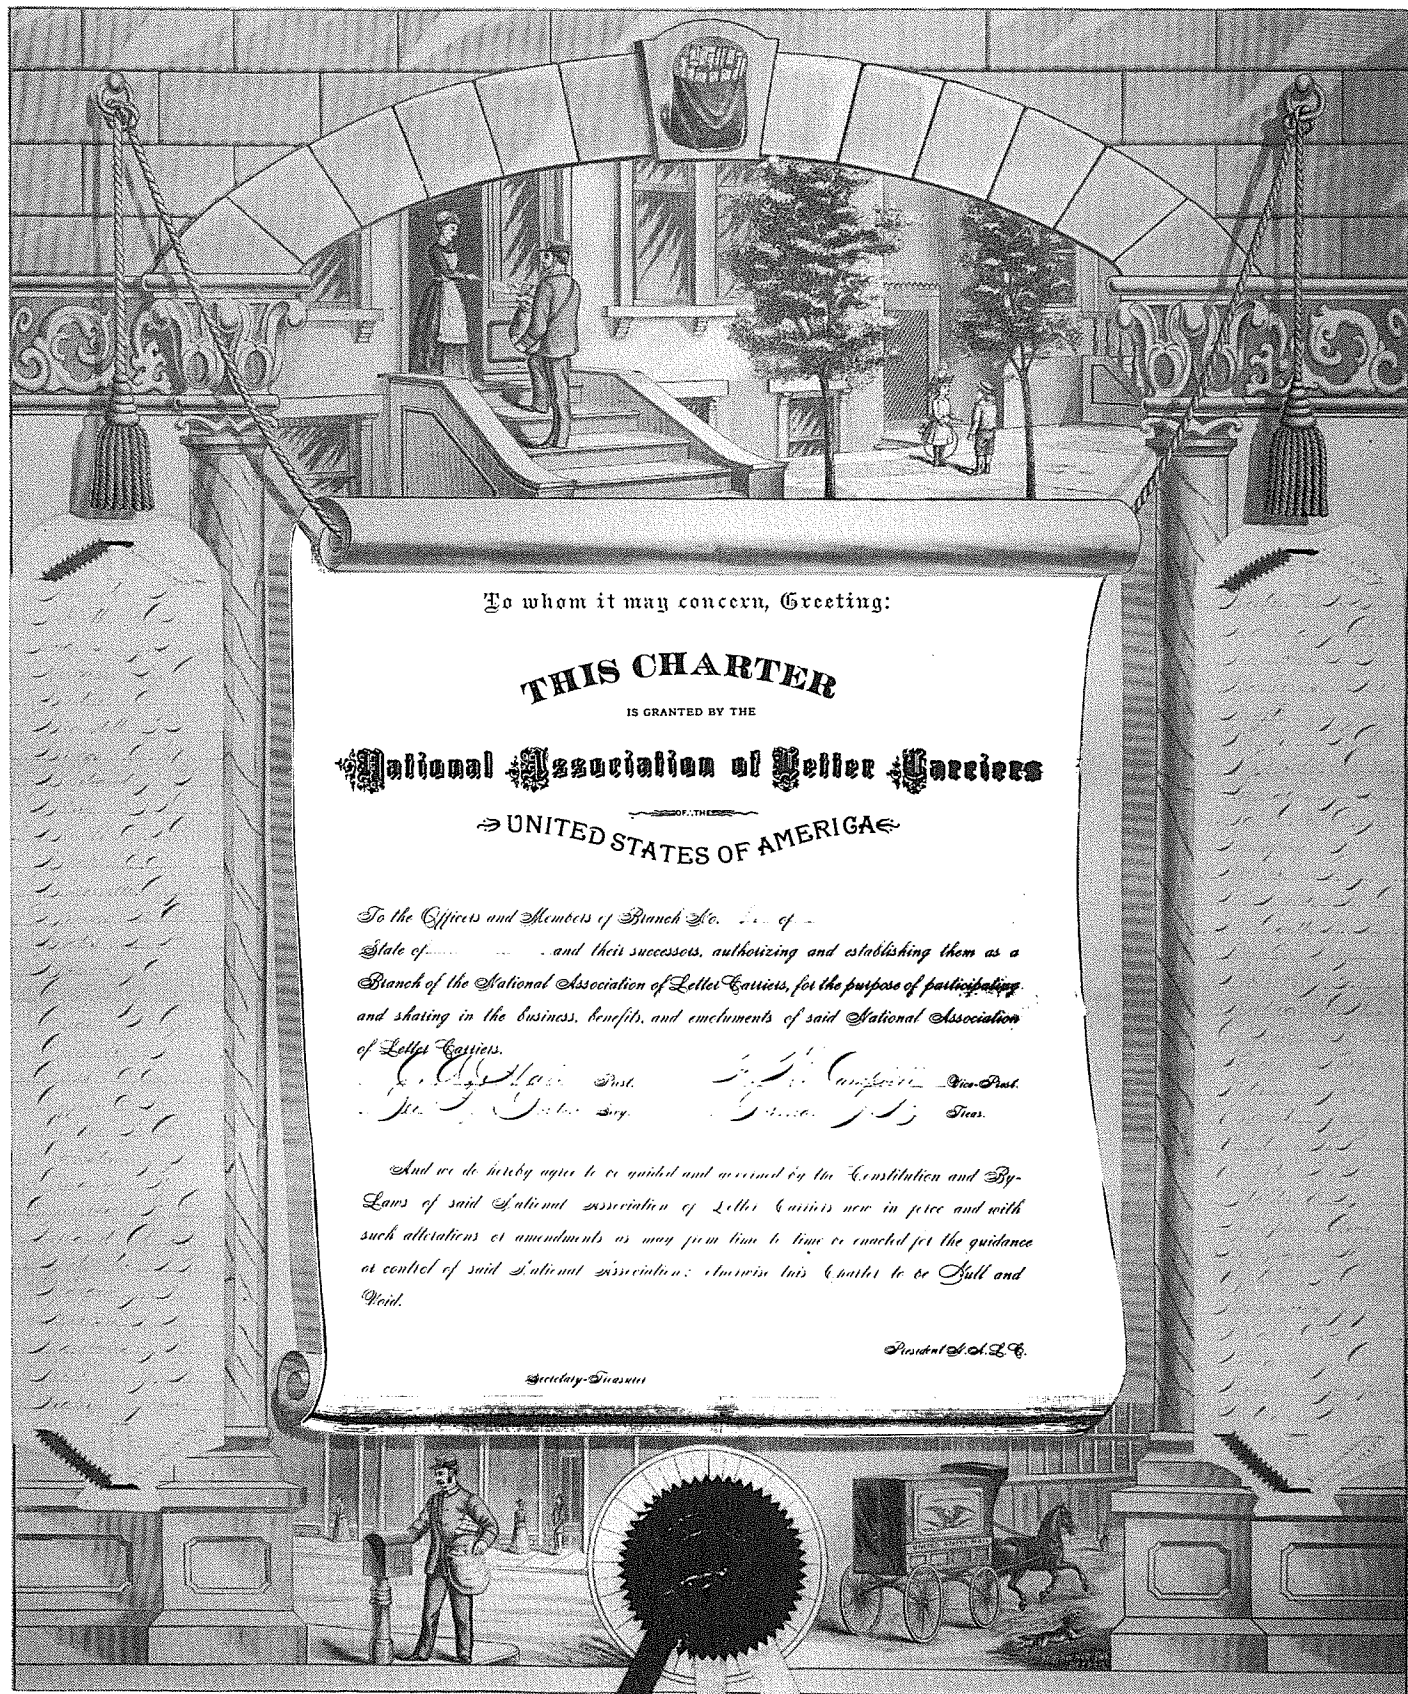 To whom it may concern, Greeting:
THIS CHARTER
IS GRANTED BY THE
National Association of Letter Carriers
OF THE
UNITED STATES OF AMERICA
To the Officers and Members of Branch No. of
State of and their successors, authorizing and establishing them as a
Branch of the National Association of Letter Carriers, for the purpose of participating
and sharing in the business, benefits, and emoluments of said National Association
of Letter Carriers.
Prest. Vice-Prest.
Secy. Treas.
And we do hereby agree to be guided and governed by the Constitution and By-
Laws of said National Association of Letter Carriers now in force and with
such alterations or amendments as may from time to time be enacted for the guidance
or control of said National Association; otherwise this Charter to be Null and
Void.
President N.A.L.C.
Secretary-Treasurer